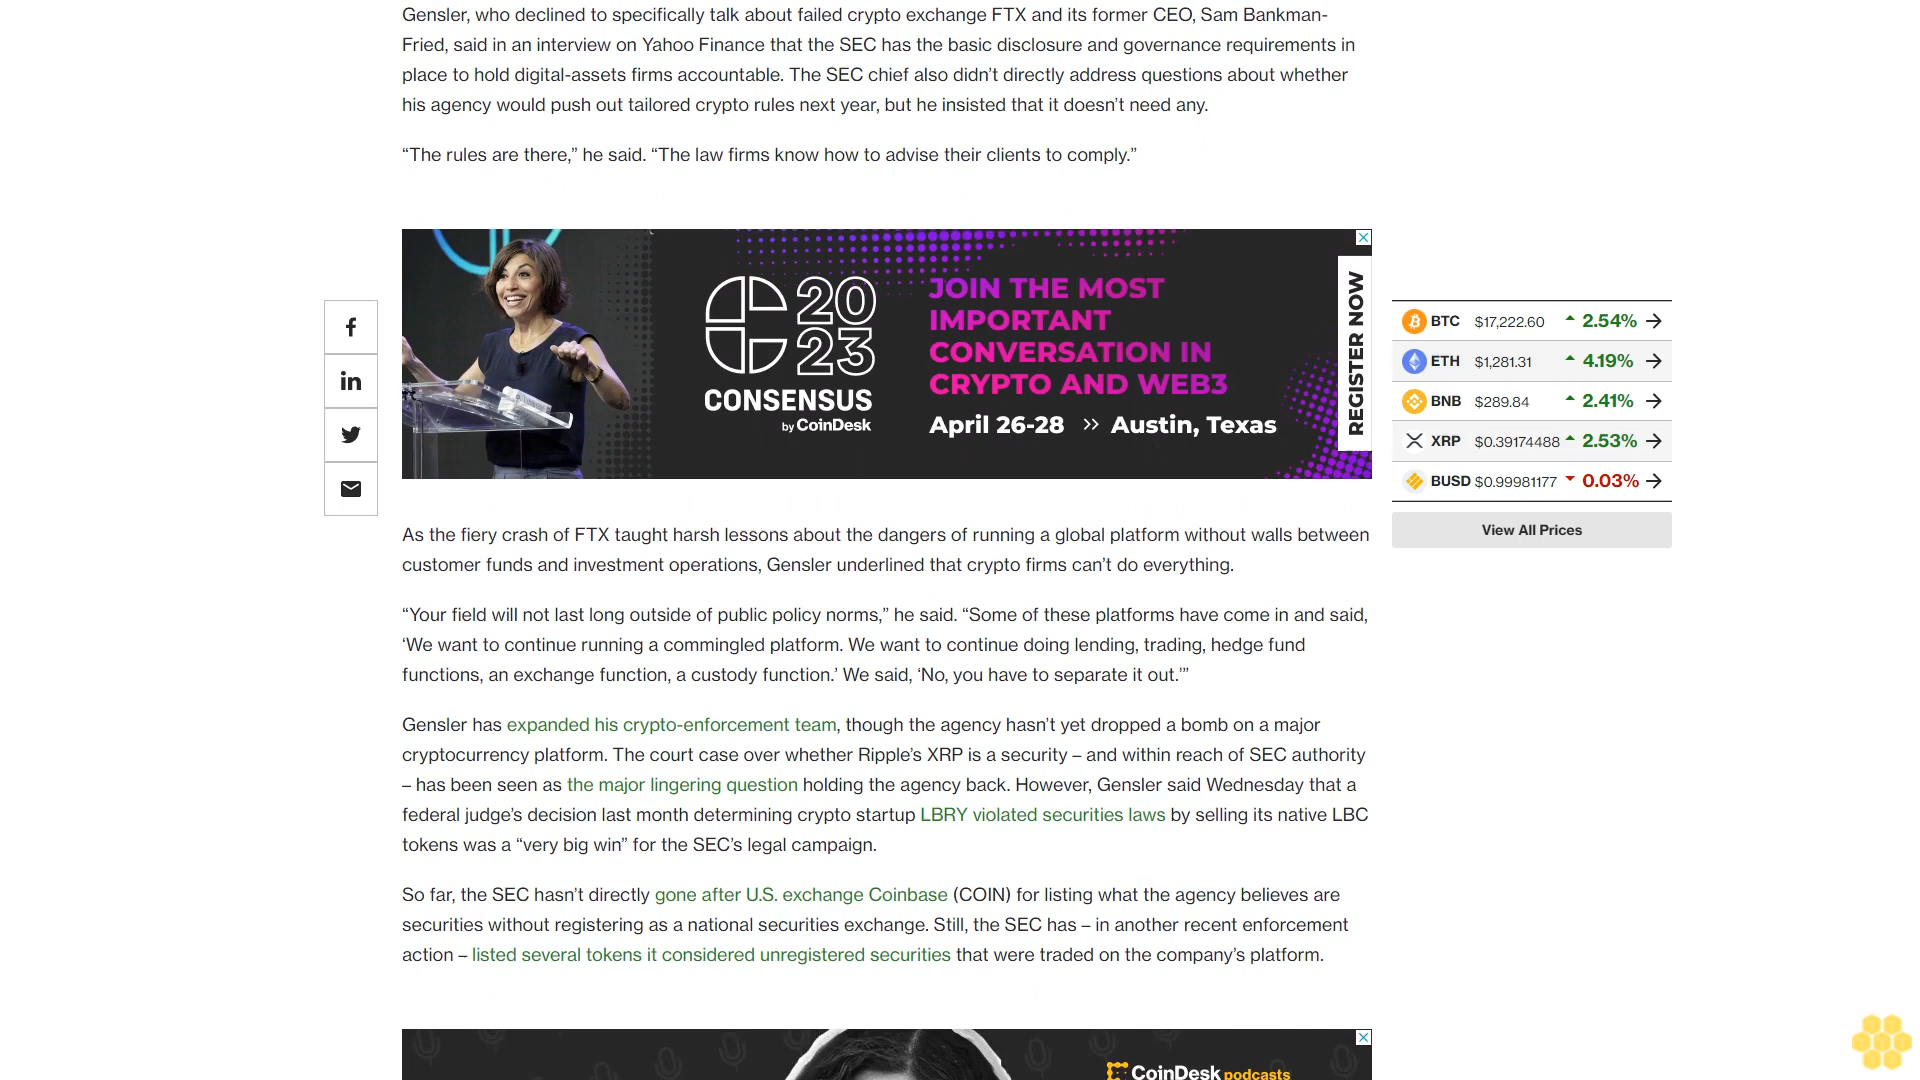 Gensler, who declined to specifically talk about failed crypto exchange FTX and its former CEO, Sam Bankman-
Fried, said in an interview on Yahoo Finance that the SEC has the basic disclosure and governance requirements in
place to hold digital-assets firms accountable. The SEC chief also didn’t directly address questions about whether
his agency would push out tailored crypto rules next year, but he insisted that it doesn’t need any.
“The rules are there,” he said. “The law firms know how to advise their clients to comply.”
2023
CONSENSUS
by CoinDesk
JOIN THE MOST
IMPORTANT
CONVERSATION IN
CRYPTO AND WEB3
April 26-28 >> Austin, Texas
REGISTER NOW
BTC $17,222.60 2.54%
ETH $1,281.31 4.19%
BNB $289.84 2.41%
XRP $0.39174488 2.53%
BUSD $0.99981177 0.03%
View All Prices
As the fiery crash of FTX taught harsh lessons about the dangers of running a global platform without walls between
customer funds and investment operations, Gensler underlined that crypto firms can’t do everything.
“Your field will not last long outside of public policy norms,” he said. “Some of these platforms have come in and said,
‘We want to continue running a commingled platform. We want to continue doing lending, trading, hedge fund
functions, an exchange function, a custody function.’ We said, ‘No, you have to separate it out.’”
Gensler has expanded his crypto-enforcement team, though the agency hasn’t yet dropped a bomb on a major
cryptocurrency platform. The court case over whether Ripple’s XRP is a security – and within reach of SEC authority
– has been seen as the major lingering question holding the agency back. However, Gensler said Wednesday that a
federal judge’s decision last month determining crypto startup LBRY violated securities laws by selling its native LBC
tokens was a “very big win” for the SEC’s legal campaign.
So far, the SEC hasn’t directly gone after U.S. exchange Coinbase (COIN) for listing what the agency believes are
securities without registering as a national securities exchange. Still, the SEC has – in another recent enforcement
action – listed several tokens it considered unregistered securities that were traded on the company’s platform.
CoinDesk podcasts